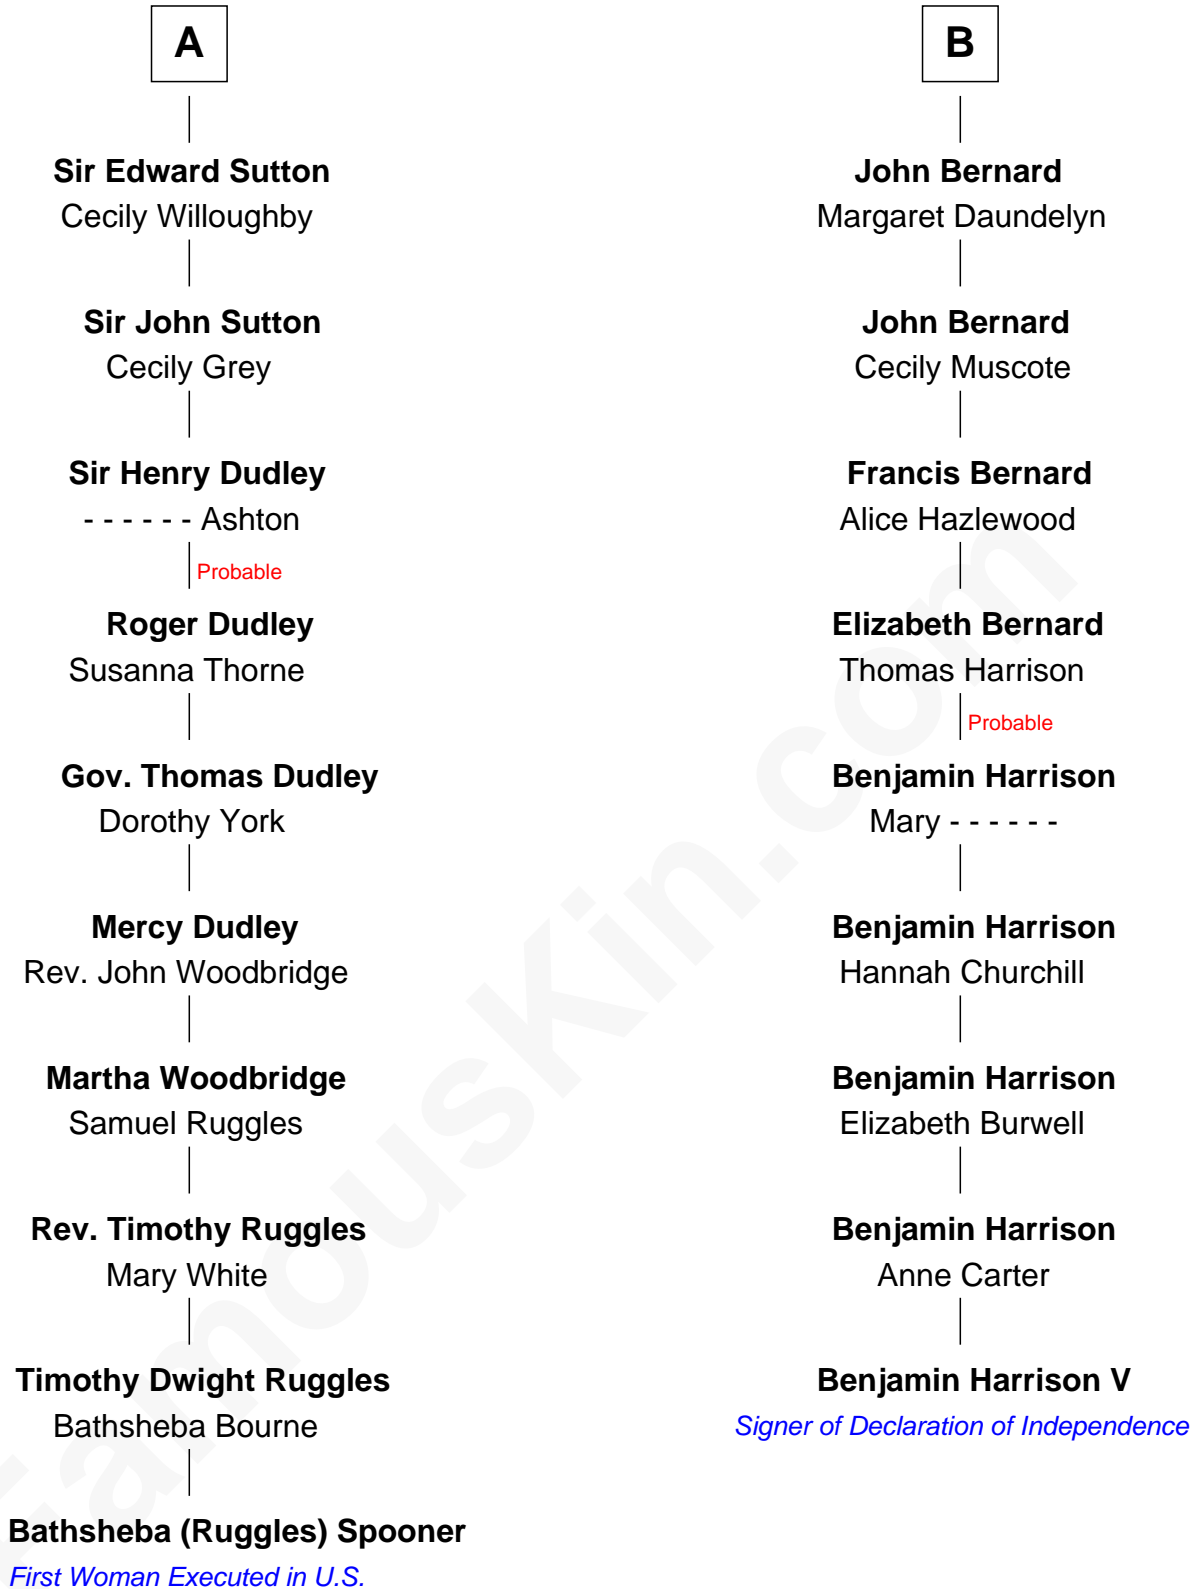 A
Sir Edward Sutton
Cecily Willoughby
Sir John Sutton
Cecily Grey
Sir Henry Dudley
- - - - - - Ashton
Probable
Roger Dudley
Susanna Thorne
Gov. Thomas Dudley
Dorothy York
Mercy Dudley
Rev. John Woodbridge
Martha Woodbridge
Samuel Ruggles
Rev. Timothy Ruggles
Mary White
Timothy Dwight Ruggles
Bathsheba Bourne
Bathsheba (Ruggles) Spooner
First Woman Executed in U.S.
B
John Bernard
Margaret Daundelyn
John Bernard
Cecily Muscote
Francis Bernard
Alice Hazlewood
Elizabeth Bernard
Thomas Harrison
Probable
Benjamin Harrison
Mary - - - - - -
Benjamin Harrison
Hannah Churchill
Benjamin Harrison
Elizabeth Burwell
Benjamin Harrison
Anne Carter
Benjamin Harrison V
Signer of Declaration of Independence
FamousKin.com